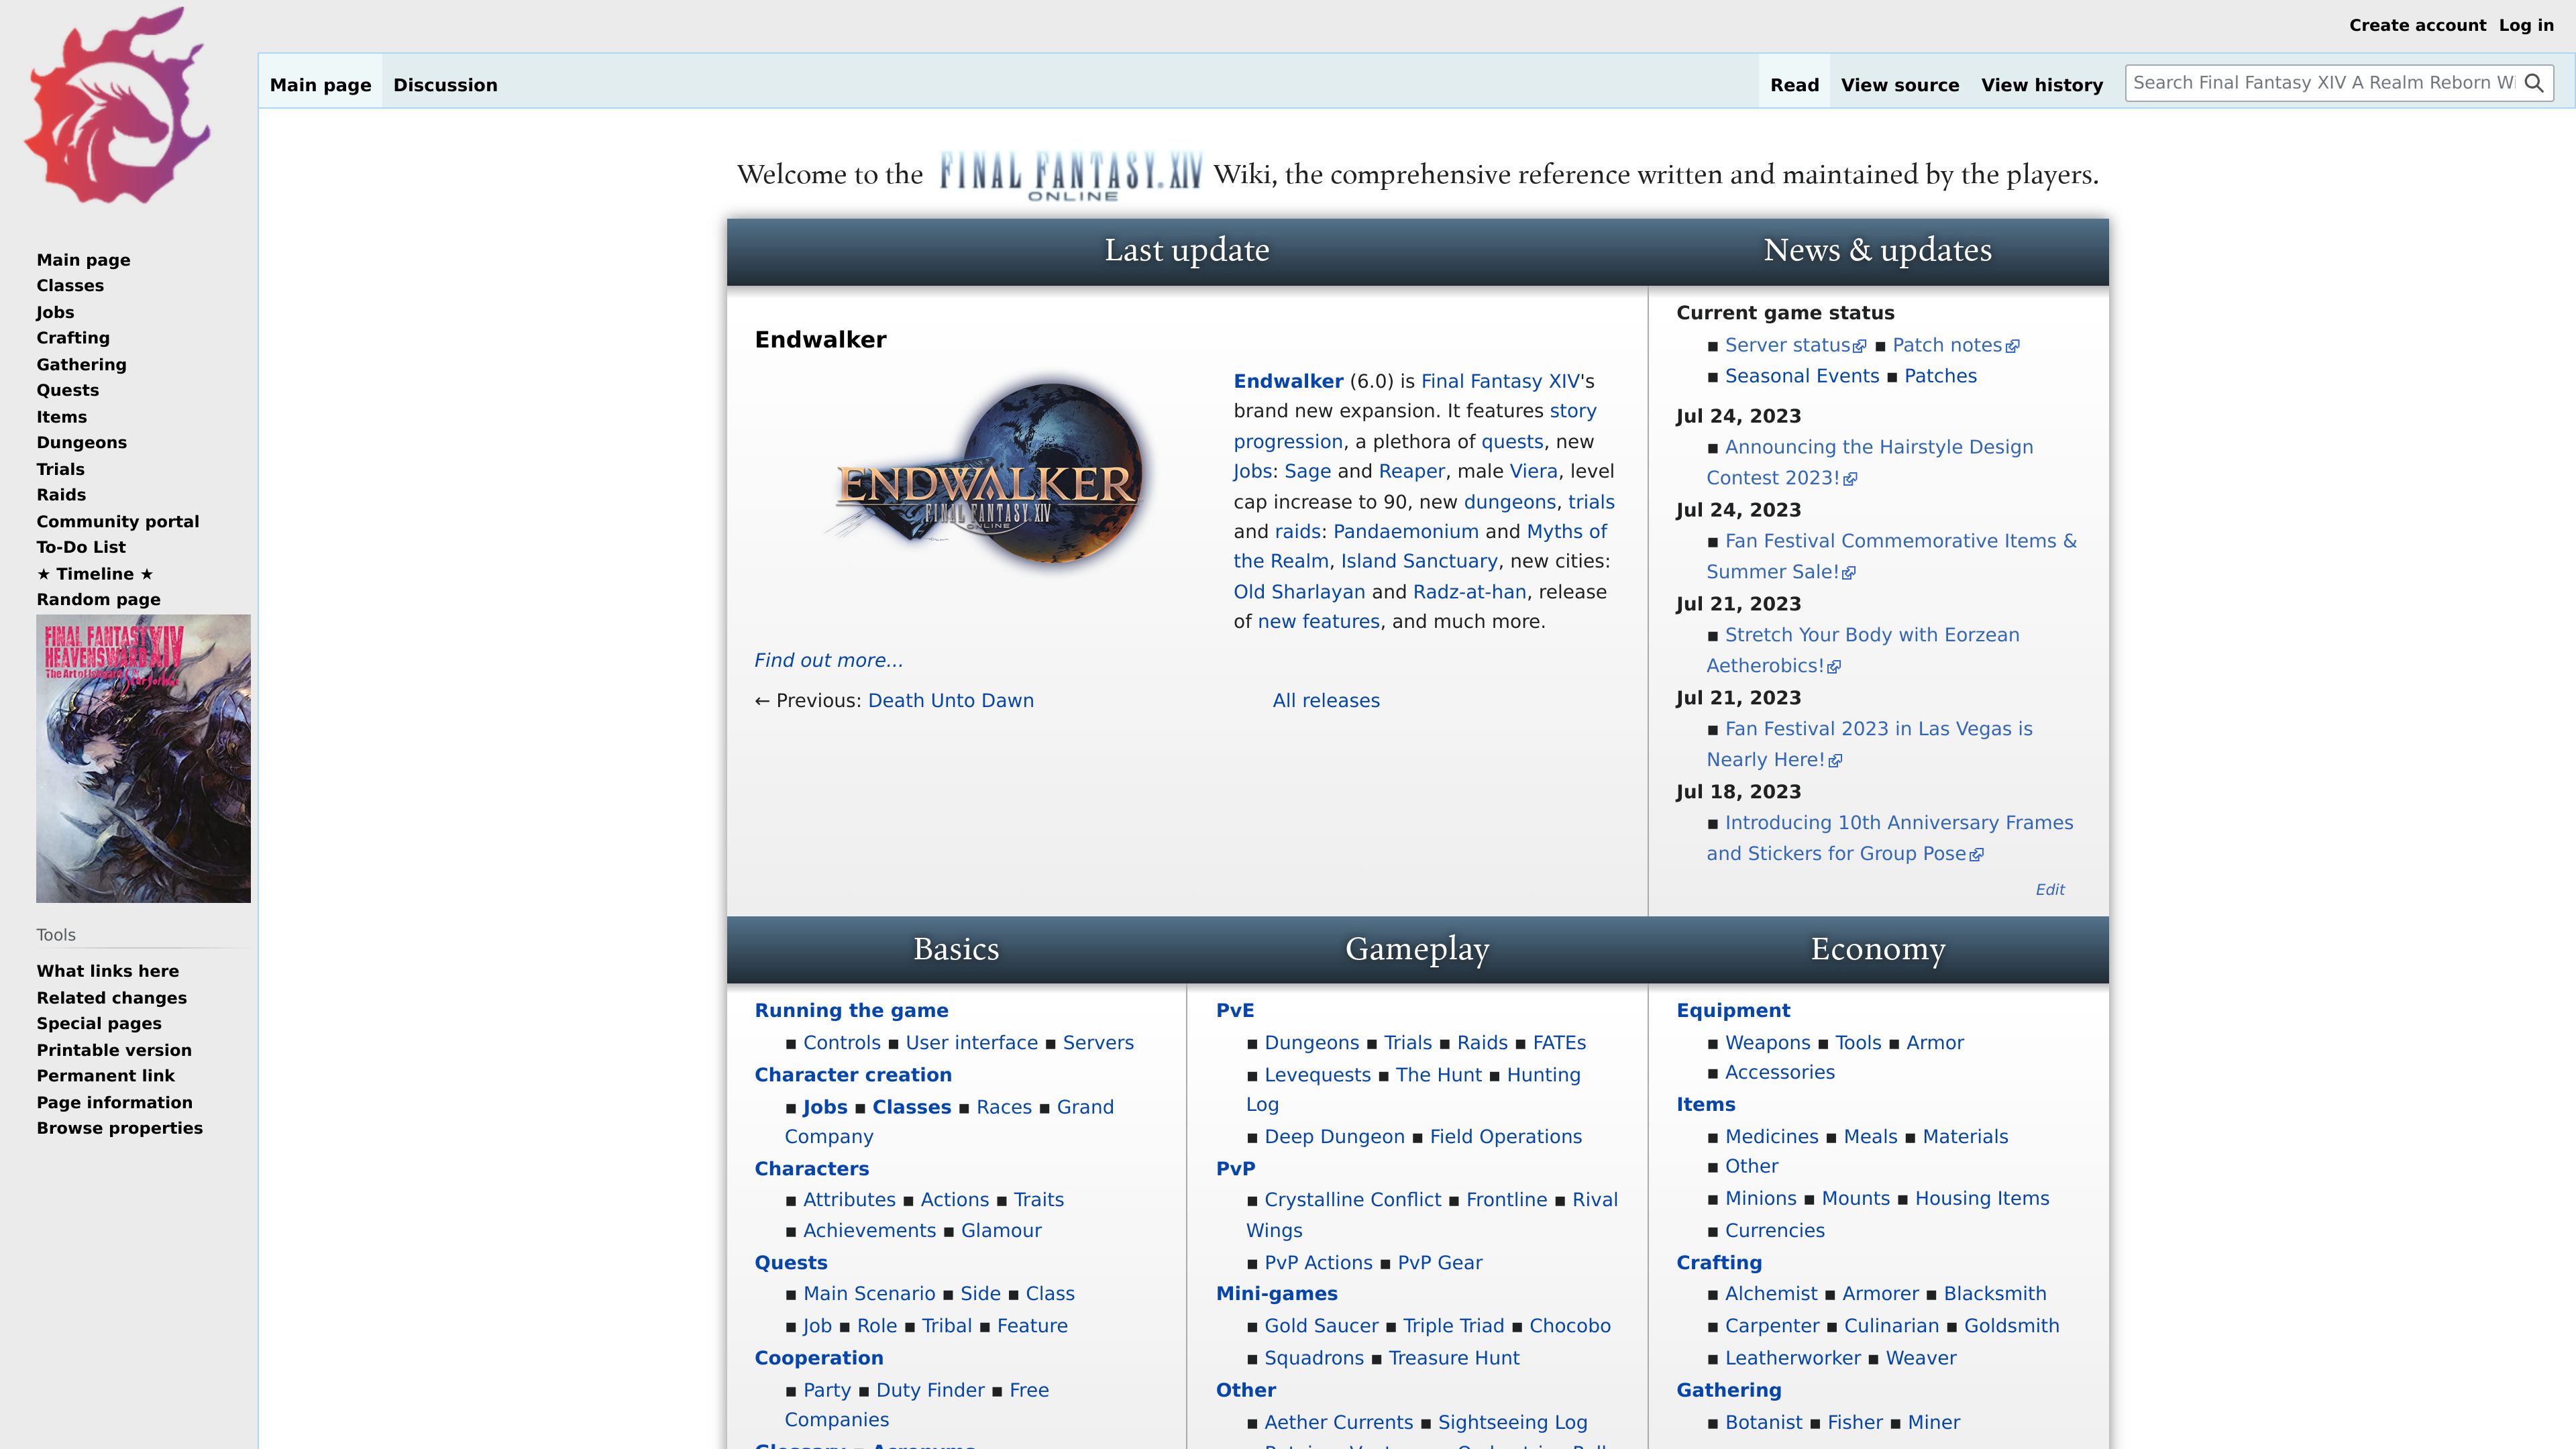 Create account Log in
Main page Discussion Read View source View history Search Final Fantasy XIV A Realm Reborn Wi
Main page
Classes
Jobs
Crafting
Gathering
Quests
Items
Dungeons
Trials
Raids
Community portal
To-Do List
★ Timeline ★
Random page
FINAL FANTASY XIV
HEAVENSWARD
The Art of Ishgard
Tools
What links here
Related changes
Special pages
Printable version
Permanent link
Page information
Browse properties
Welcome to the FINAL FANTASY XIV ONLINE Wiki, the comprehensive reference written and maintained by the players.
Last update
Endwalker
ENDWALKER
FINAL FANTASY XIV
ONLINE
Endwalker (6.0) is Final Fantasy XIV's
brand new expansion. It features story
progression, a plethora of quests, new
Jobs: Sage and Reaper, male Viera, level
cap increase to 90, new dungeons, trials
and raids: Pandaemonium and Myths of
the Realm, Island Sanctuary, new cities:
Old Sharlayan and Radz-at-han, release
of new features, and much more.
Find out more...
← Previous: Death Unto Dawn All releases
News & updates
Current game status
■ Server status ■ Patch notes
■ Seasonal Events ■ Patches
Jul 24, 2023
■ Announcing the Hairstyle Design
Contest 2023!
Jul 24, 2023
■ Fan Festival Commemorative Items &
Summer Sale!
Jul 21, 2023
■ Stretch Your Body with Eorzean
Aetherobics!
Jul 21, 2023
■ Fan Festival 2023 in Las Vegas is
Nearly Here!
Jul 18, 2023
■ Introducing 10th Anniversary Frames
and Stickers for Group Pose
Edit
Basics
Running the game
■ Controls ■ User interface ■ Servers
Character creation
■ Jobs ■ Classes ■ Races ■ Grand
Company
Characters
■ Attributes ■ Actions ■ Traits
■ Achievements ■ Glamour
Quests
■ Main Scenario ■ Side ■ Class
■ Job ■ Role ■ Tribal ■ Feature
Cooperation
■ Party ■ Duty Finder ■ Free
Companies
Gameplay
PvE
■ Dungeons ■ Trials ■ Raids ■ FATEs
■ Levequests ■ The Hunt ■ Hunting
Log
■ Deep Dungeon ■ Field Operations
PvP
■ Crystalline Conflict ■ Frontline ■ Rival
Wings
■ PvP Actions ■ PvP Gear
Mini-games
■ Gold Saucer ■ Triple Triad ■ Chocobo
■ Squadrons ■ Treasure Hunt
Other
■ Aether Currents ■ Sightseeing Log
Economy
Equipment
■ Weapons ■ Tools ■ Armor
■ Accessories
Items
■ Medicines ■ Meals ■ Materials
■ Other
■ Minions ■ Mounts ■ Housing Items
■ Currencies
Crafting
■ Alchemist ■ Armorer ■ Blacksmith
■ Carpenter ■ Culinarian ■ Goldsmith
■ Leatherworker ■ Weaver
Gathering
■ Botanist ■ Fisher ■ Miner